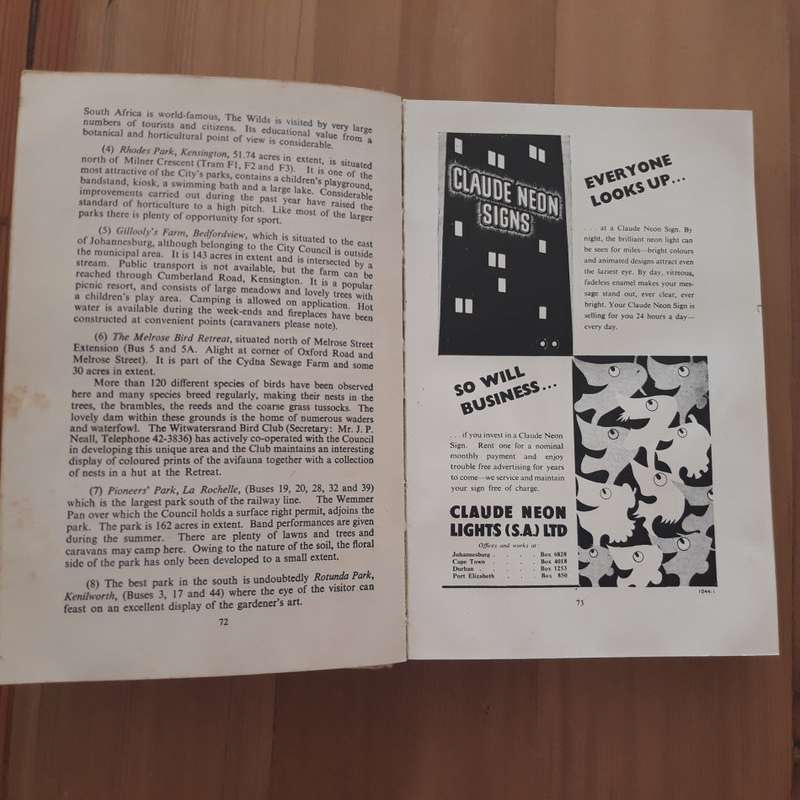 South Africa is world-famous, The Wilds is visited by very large
numbers of tourists and citizens. Its educational value from a
botanical and horticultural point of view is considerable.
(4) Rhodes Park, Kensington, 51.74 acres in extent, is situated
north of Milner Crescent (Tram F1, F2 and F3). It is one of the
most attractive of the City's parks, contains a children's playground,
bandstand, kiosk, a swimming bath and a large lake. Considerable
improvements carried out during the past year have raised the
standard of horticulture to a high pitch. Like most of the larger
parks there is plenty of opportunity for sport.
(5) Gillooly's Farm, Bedfordview, which is situated to the east
of Johannesburg, although belonging to the City Council is outside
the municipal area. It is 143 acres in extent and is intersected by a
stream. Public transport is not available, but the farm can be
reached through Cumberland Road, Kensington. It is a popular
picnic resort, and consists of large meadows and lovely trees with
a children's play area. Camping is allowed on application. Hot
water is available during the week-ends and fireplaces have been
constructed at convenient points (caravaners please note).
(6) The Melrose Bird Retreat, situated north of Melrose Street
Extension (Bus 5 and 5A. Alight at corner of Oxford Road and
Melrose Street). It is part of the Cydna Sewage Farm and some
30 acres in extent.
More than 120 different species of birds have been observed
here and many species breed regularly, making their nests in the
trees, the brambles, the reeds and the coarse grass tussocks. The
lovely dam within these grounds is the home of numerous waders
and waterfowl. The Witwatersrand Bird Club (Secretary: Mr. J. P.
Neall, Telephone 42-3836) has actively co-operated with the Council
in developing this unique area and the Club maintains an interesting
display of coloured prints of the avifauna together with a collection
of nests in a hut at the Retreat.
(7) Pioneers' Park, La Rochelle, (Buses 19, 20, 28, 32 and 39)
which is the largest park south of the railway line. The Wemmer
Pan over which the Council holds a surface right permit, adjoins the
park. The park is 162 acres in extent. Band performances are given
during the summer. There are plenty of lawns and trees and
caravans may camp here. Owing to the nature of the soil, the floral
side of the park has only been developed to a small extent.
(8) The best park in the south is undoubtedly Rotunda Park,
Kenilworth, (Buses 3, 17 and 44) where the eye of the visitor can
feast on an excellent display of the gardener's art.
72
CLAUDE NEON
SIGNS
EVERYONE
LOOKS UP...
. . . at a Claude Neon Sign. By
night, the brilliant neon light can
be seen for miles—bright colours
and animated designs attract even
the laziest eye. By day, vitreous,
fadeless enamel makes your mes-
sage stand out, ever clear, ever
bright. Your Claude Neon Sign is
selling for you 24 hours a day—
every day.
SO WILL
BUSINESS...
. . . if you invest in a Claude Neon
Sign. Rent one for a nominal
monthly payment and enjoy
trouble free advertising for years
to come—we service and maintain
your sign free of charge.
CLAUDE NEON
LIGHTS (S.A.) LTD
Offices and works at
Johannesburg . . . . Box 6828
Cape Town . . . . Box 4018
Durban . . . . Box 1253
Port Elizabeth . . . . Box 850
1044-1
73